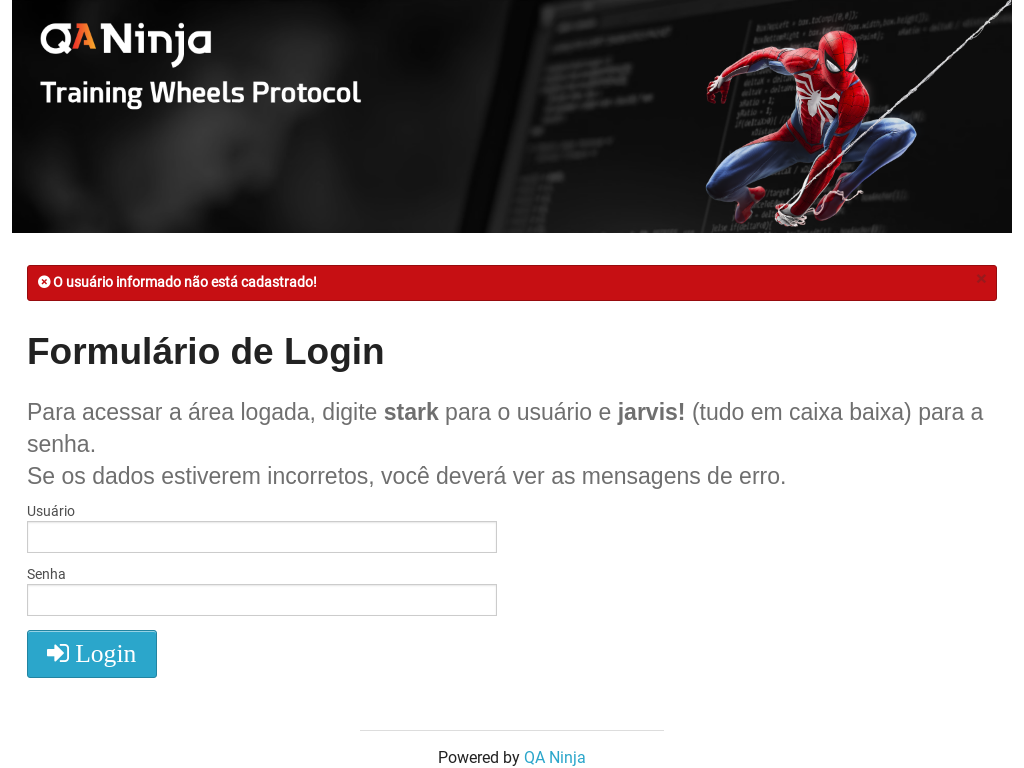 QANinja
Training Wheels Protocol
O usuário informado não está cadastrado!
×
Formulário de Login
Para acessar a área logada, digite stark para o usuário e jarvis! (tudo em caixa baixa) para a
senha.
Se os dados estiverem incorretos, você deverá ver as mensagens de erro.
Usuário
Senha
Login
Powered by QA Ninja